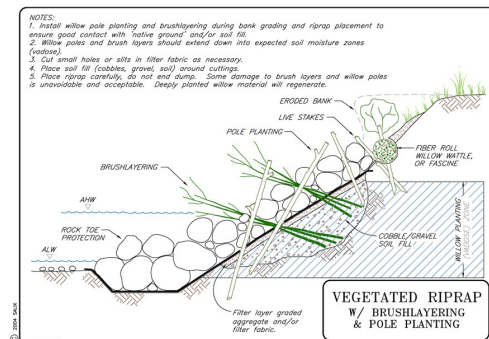 NOTES:
1. Install willow pole planting and brushlayering during bank grading and riprap placement to
ensure good contact with 'native ground' and/or soil fill.
2. Willow poles and brush layers should extend down into expected soil moisture zones
(vadose).
3. Cut small holes or slits in filter fabric as necessary.
4. Place soil fill (cobbles, gravel, soil) around cuttings.
5. Place riprap carefully, do not end dump. Some damage to brush layers and willow poles
is unavoidable and acceptable. Deeply planted willow material will regenerate.
ERODED BANK
LIVE STAKES
POLE PLANTING
BRUSHLAYERING
FIBER ROLL
WILLOW WATTLE,
OR FASCINE
AHW
ROCK TOE
PROTECTION
ALW
COBBLE/GRAVEL
SOIL FILL
WILLOW PLANTING
(VADOSE) ZONE
Filter layer graded
aggregate and/or
filter fabric.
VEGETATED RIPRAP
W/ BRUSHLAYERING
& POLE PLANTING
© 2004 SALIX